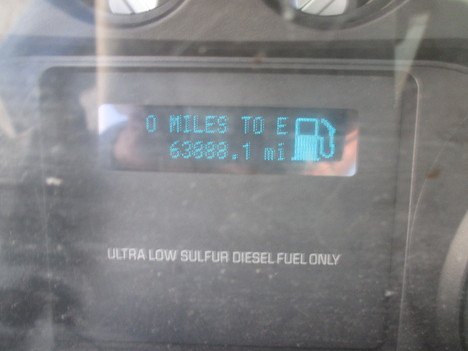 0 MILES TO E
63888.1 mi
ULTRA LOW SULFUR DIESEL FUEL ONLY